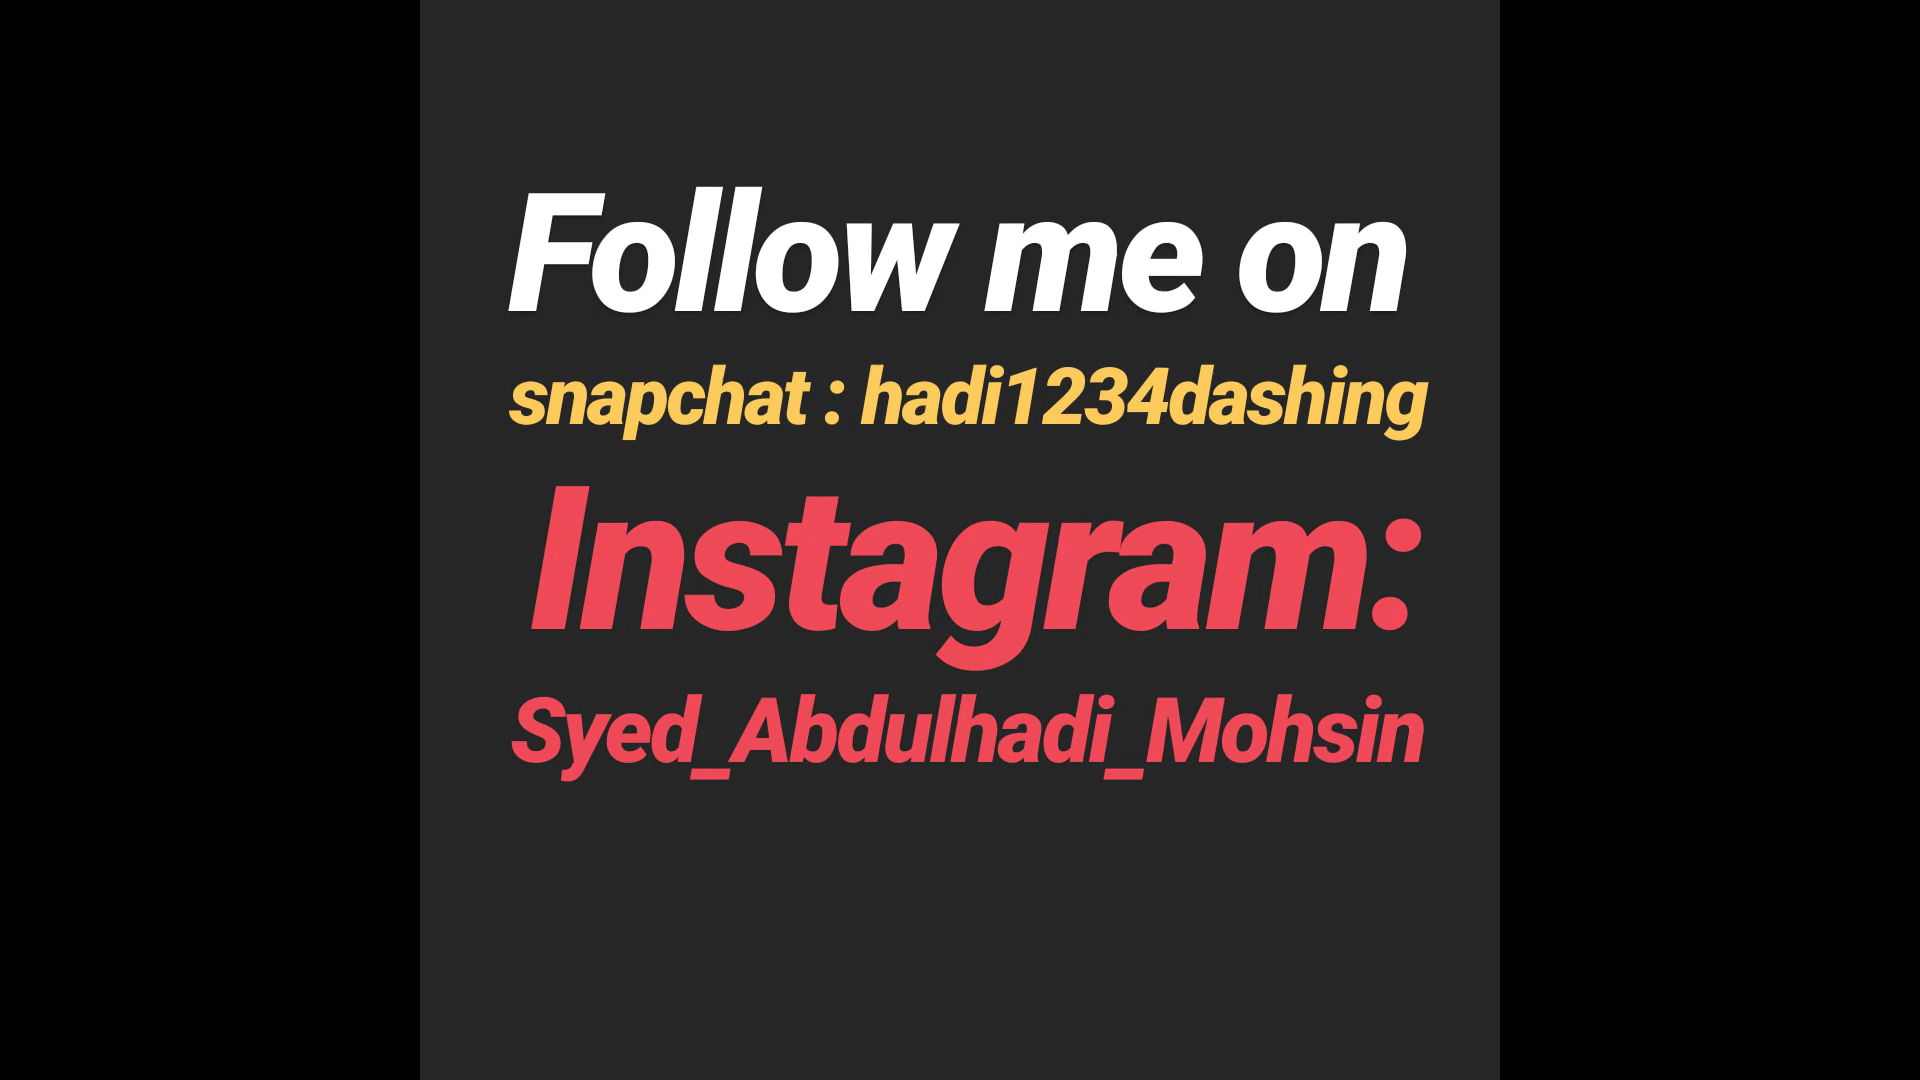 Follow me on
snapchat : hadi1234dashing
Instagram:
Syed_Abdulhadi_Mohsin